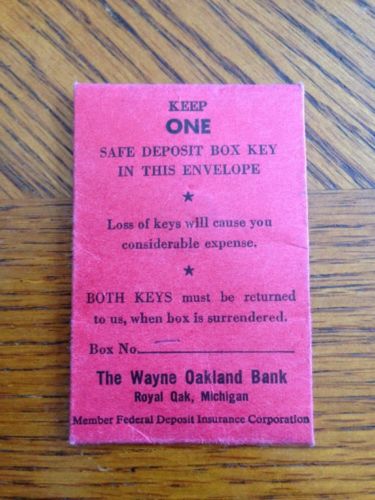 KEEP
ONE
SAFE DEPOSIT BOX KEY
IN THIS ENVELOPE
★
Loss of keys will cause you
considerable expense.
★
BOTH KEYS must be returned
to us, when box is surrendered.
Box No.
The Wayne Oakland Bank
Royal Oak, Michigan
Member Federal Deposit Insurance Corporation